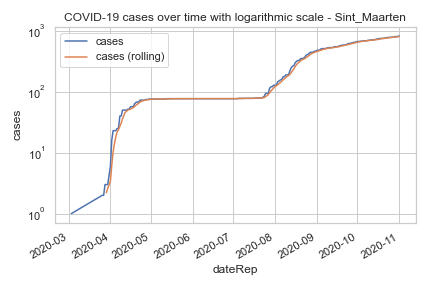 COVID-19 cases over time with logarithmic scale - Sint_Maarten
cases
cases (rolling)
10³
10²
10¹
10⁰
cases
2020-03
2020-04
2020-05
2020-06
2020-07
2020-08
2020-09
2020-10
2020-11
dateRep